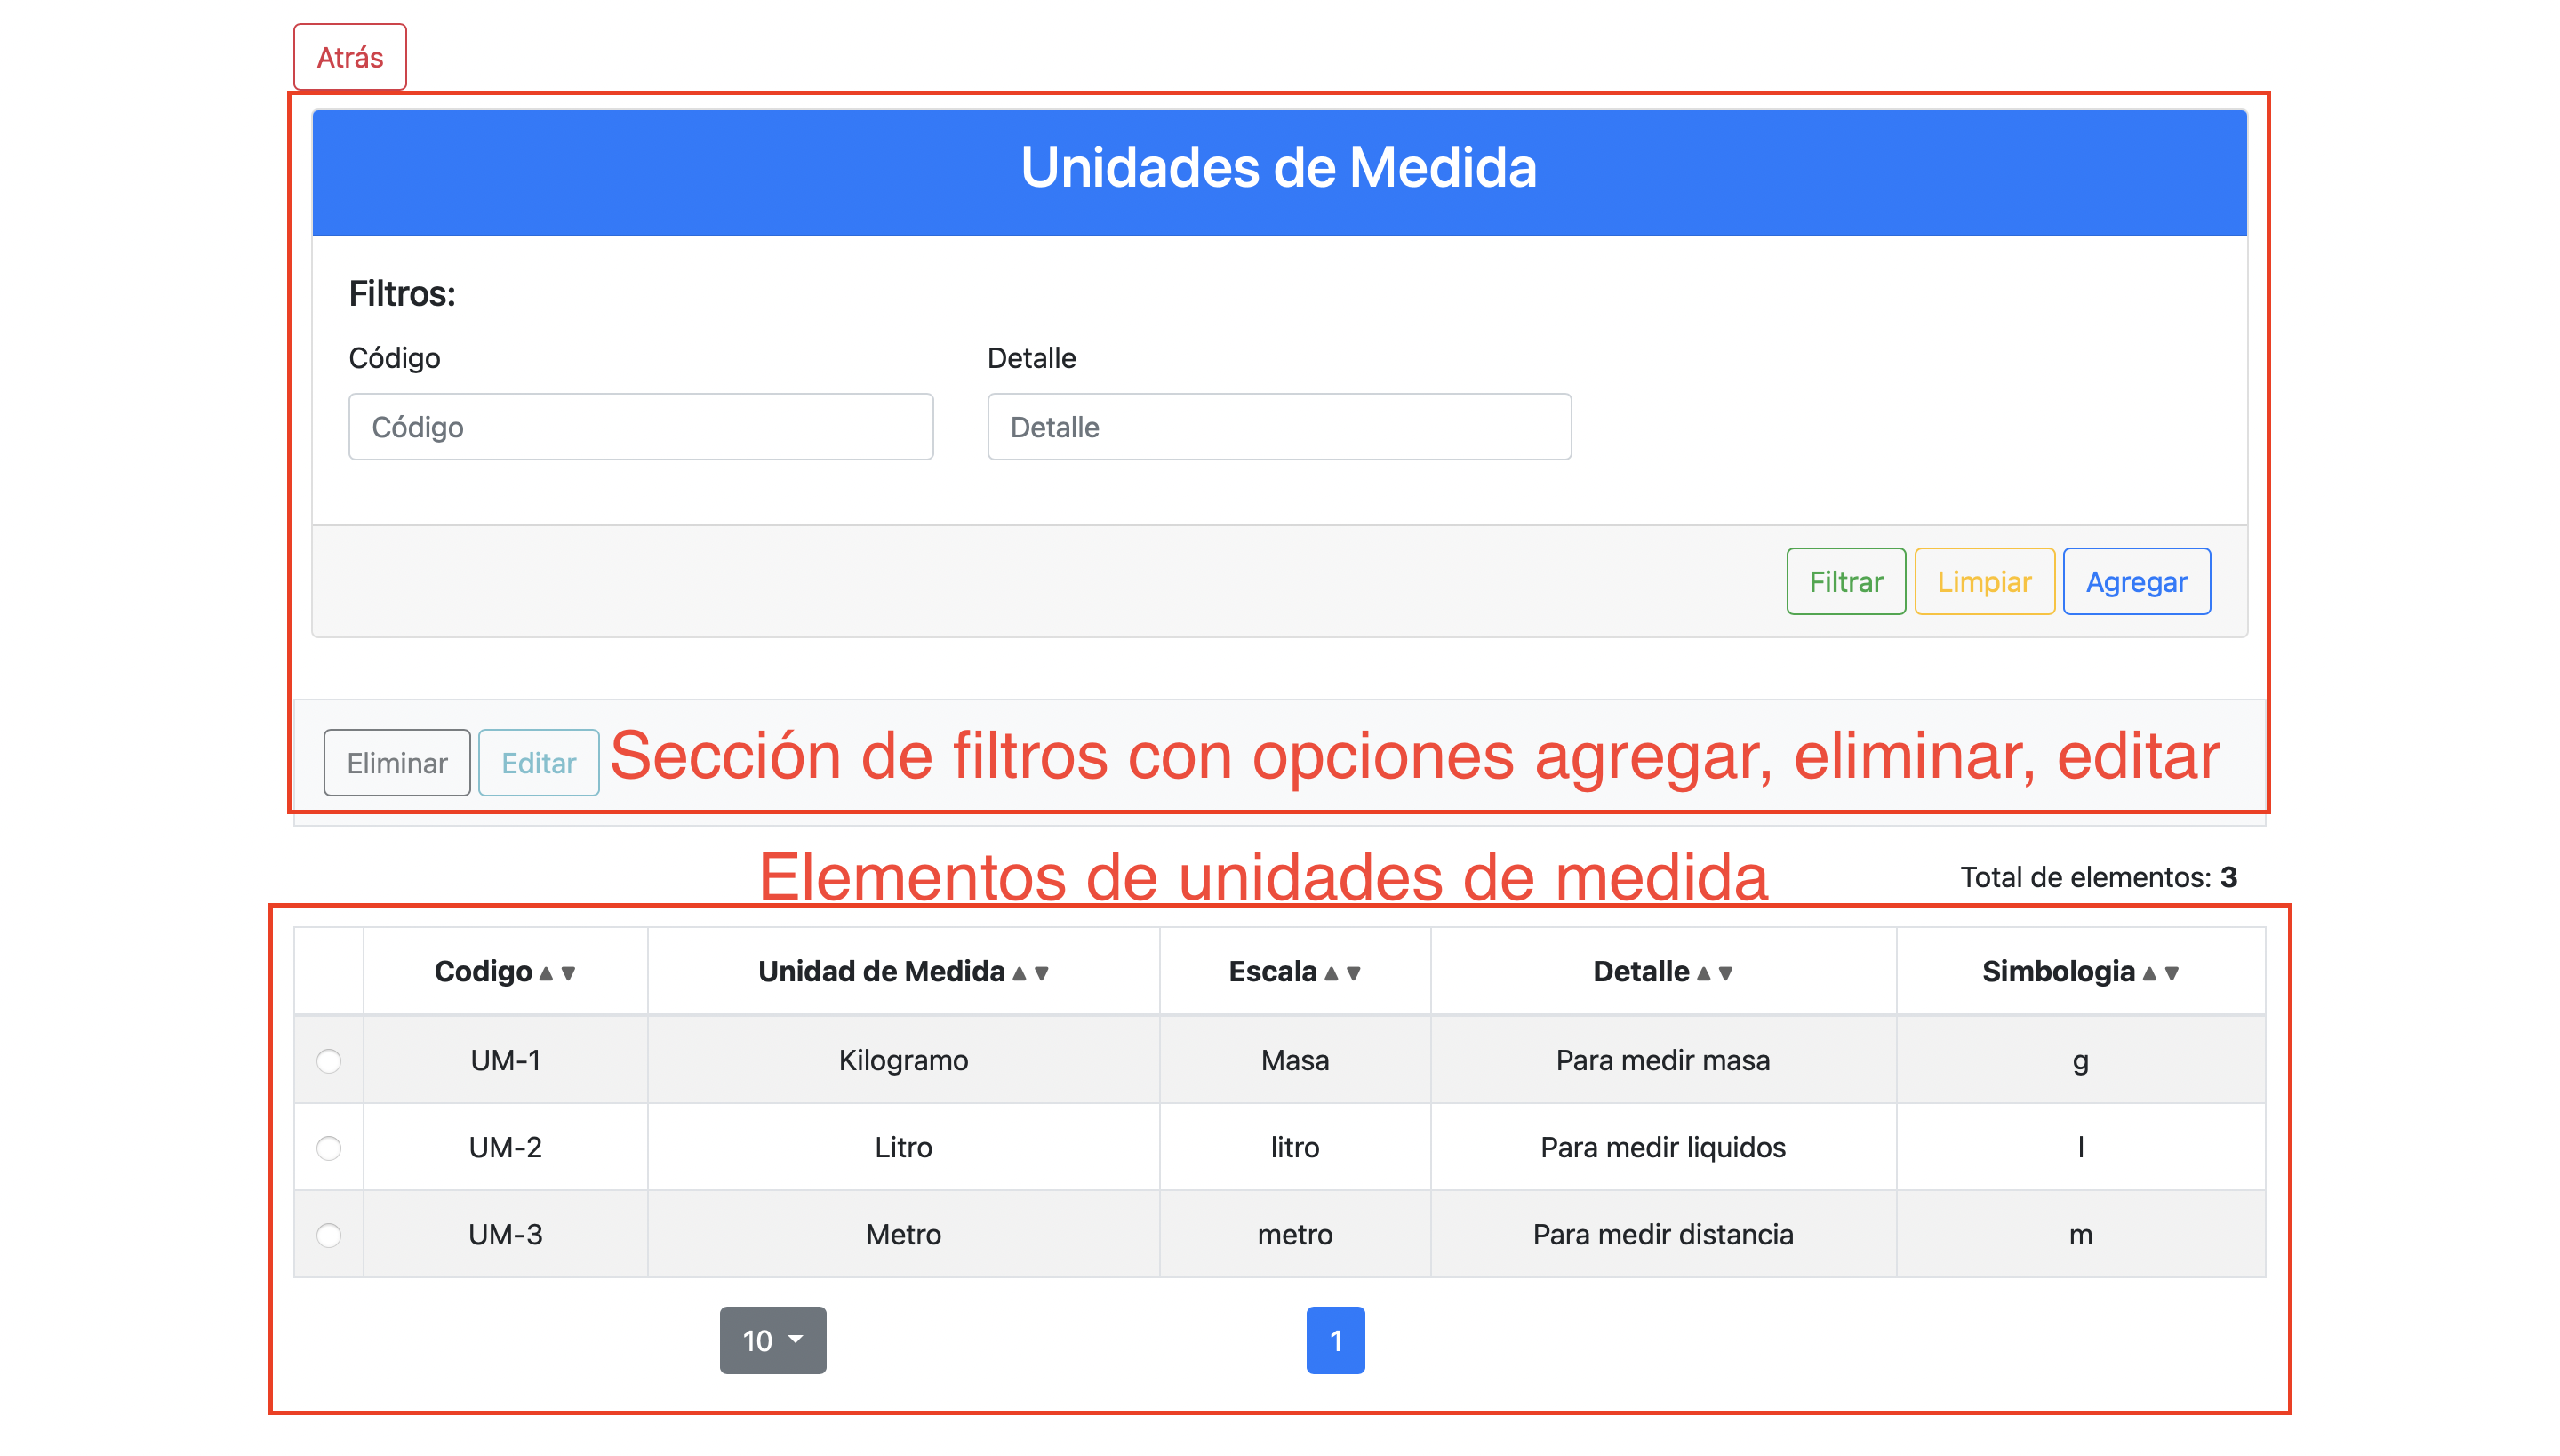 Atrás
Unidades de Medida
Filtros:
Código Detalle
Código Detalle
Filtrar Limpiar Agregar
Eliminar Editar Sección de filtros con opciones agregar, eliminar, editar
Elementos de unidades de medida Total de elementos: 3
Codigo Unidad de Medida Escala Detalle Simbologia
UM-1 Kilogramo Masa Para medir masa g
UM-2 Litro litro Para medir liquidos l
UM-3 Metro metro Para medir distancia m
10 1